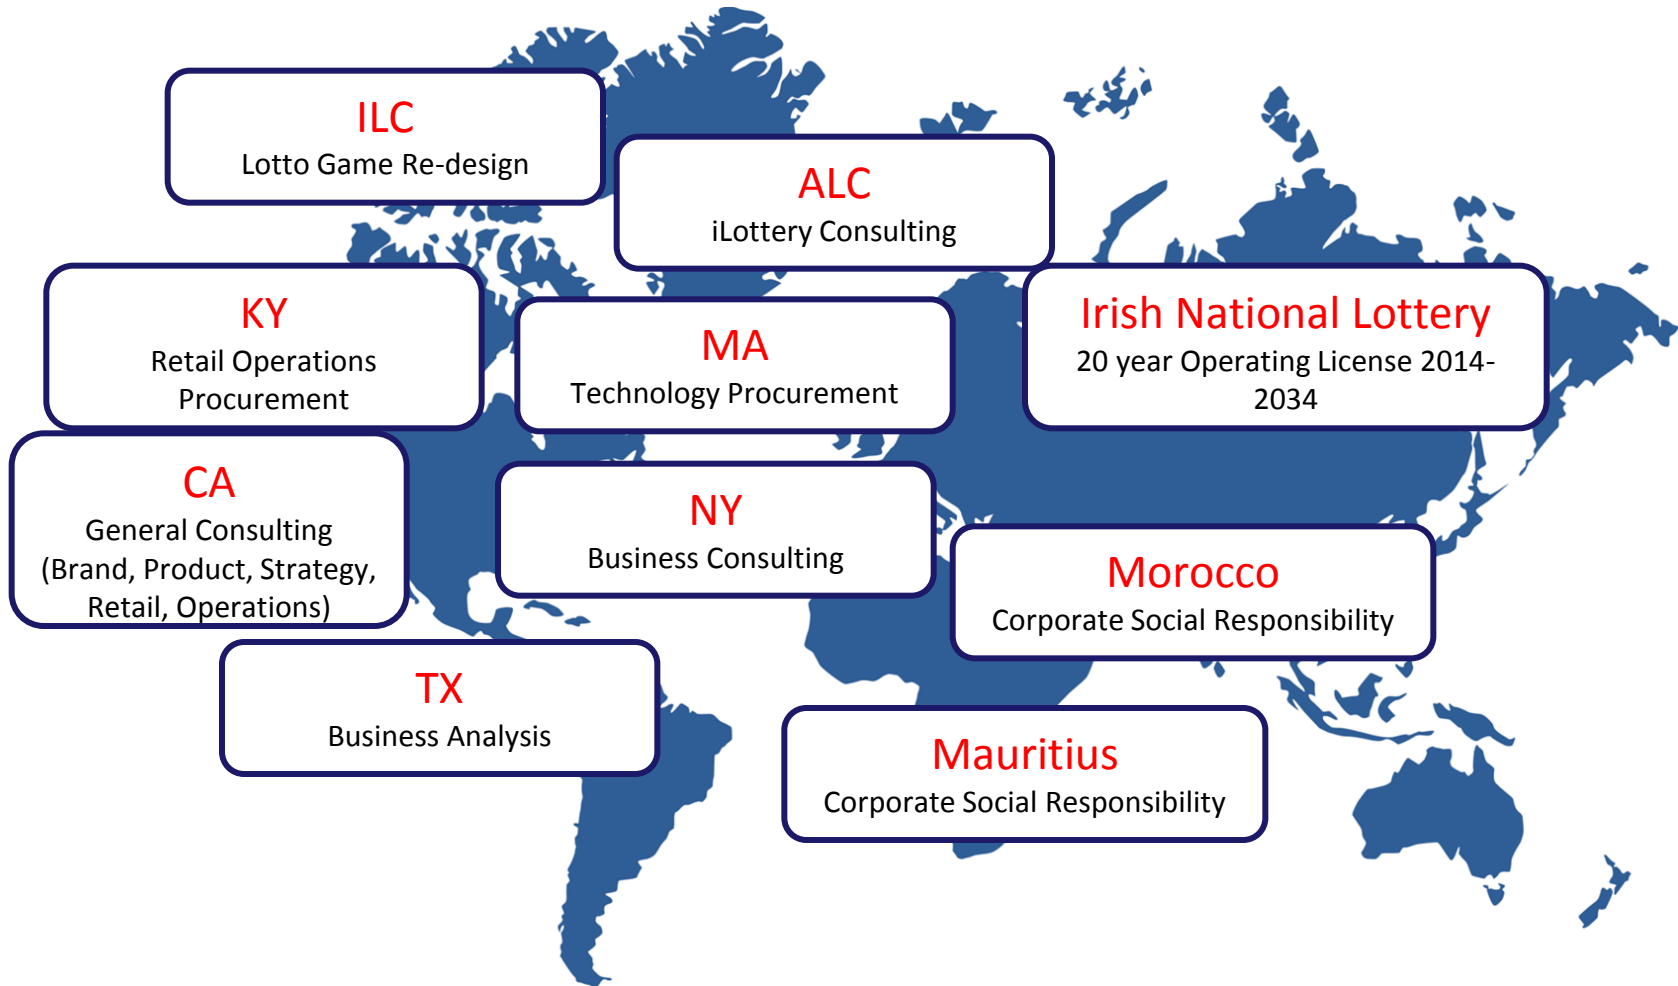 ILC
Lotto Game Re-design
ALC
iLottery Consulting
KY
Retail Operations
Procurement
MA
Technology Procurement
Irish National Lottery
20 year Operating License 2014-
2034
CA
General Consulting
(Brand, Product, Strategy,
Retail, Operations)
NY
Business Consulting
Morocco
Corporate Social Responsibility
TX
Business Analysis
Mauritius
Corporate Social Responsibility